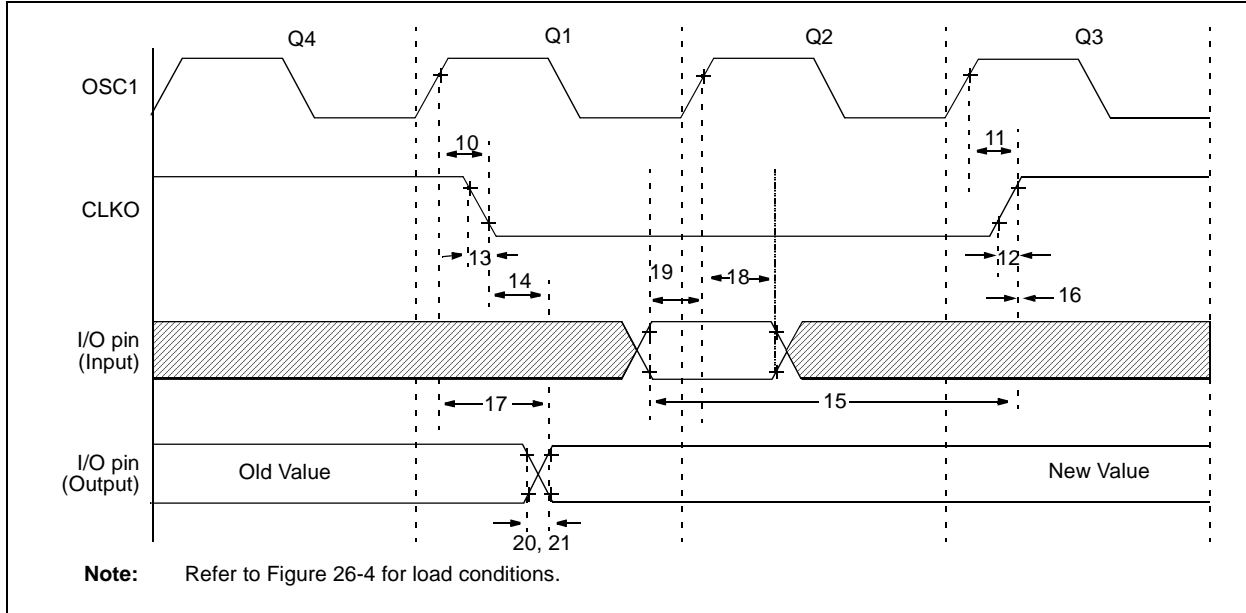 Q4 Q1 Q2 Q3
OSC1
10 11
CLKO
13 12
14 19 18 16
I/O pin
(Input)
17 15
I/O pin
(Output)
Old Value New Value
20, 21
Note: Refer to Figure 26-4 for load conditions.